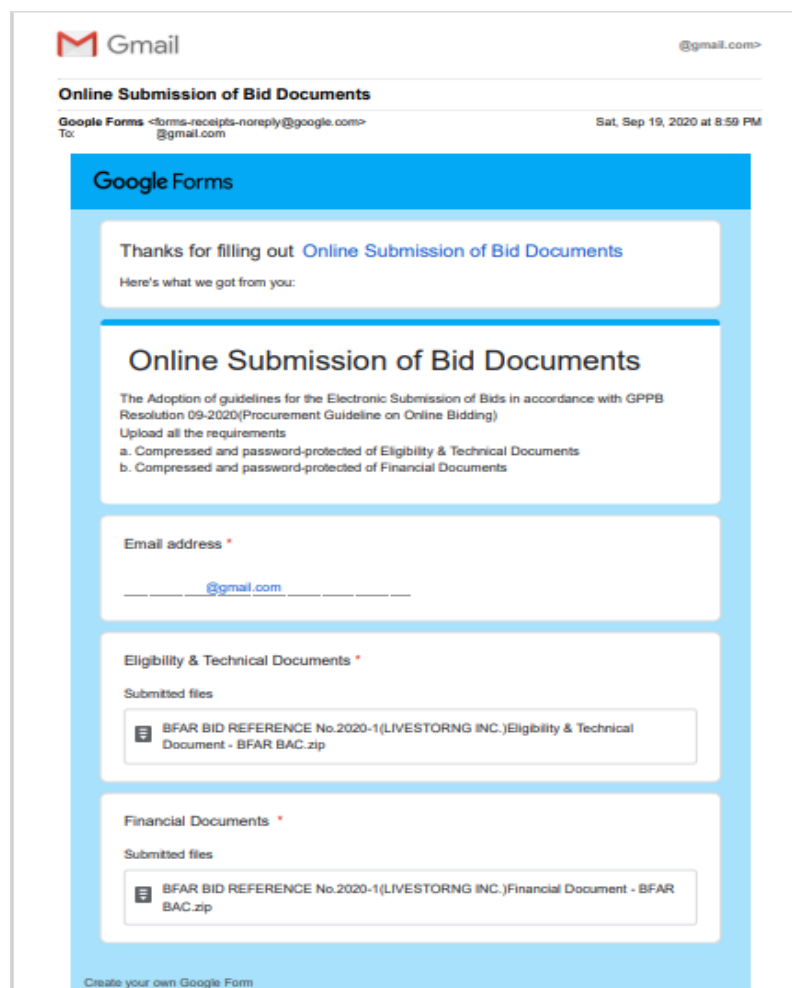 Gmail
@gmail.com>
Online Submission of Bid Documents
Google Forms <forms-receipts-noreply@google.com>
Sat, Sep 19, 2020 at 8:59 PM
To: @gmail.com
Google Forms
Thanks for filling out Online Submission of Bid Documents
Here's what we got from you:
Online Submission of Bid Documents
The Adoption of guidelines for the Electronic Submission of Bids in accordance with GPPB
Resolution 09-2020(Procurement Guideline on Online Bidding)
Upload all the requirements
a. Compressed and password-protected of Eligibility & Technical Documents
b. Compressed and password-protected of Financial Documents
Email address *
@gmail.com
Eligibility & Technical Documents *
Submitted files
BFAR BID REFERENCE No.2020-1(LIVESTORNG INC.)Eligibility & Technical
Document - BFAR BAC.zip
Financial Documents *
Submitted files
BFAR BID REFERENCE No.2020-1(LIVESTORNG INC.)Financial Document - BFAR
BAC.zip
Create your own Google Form